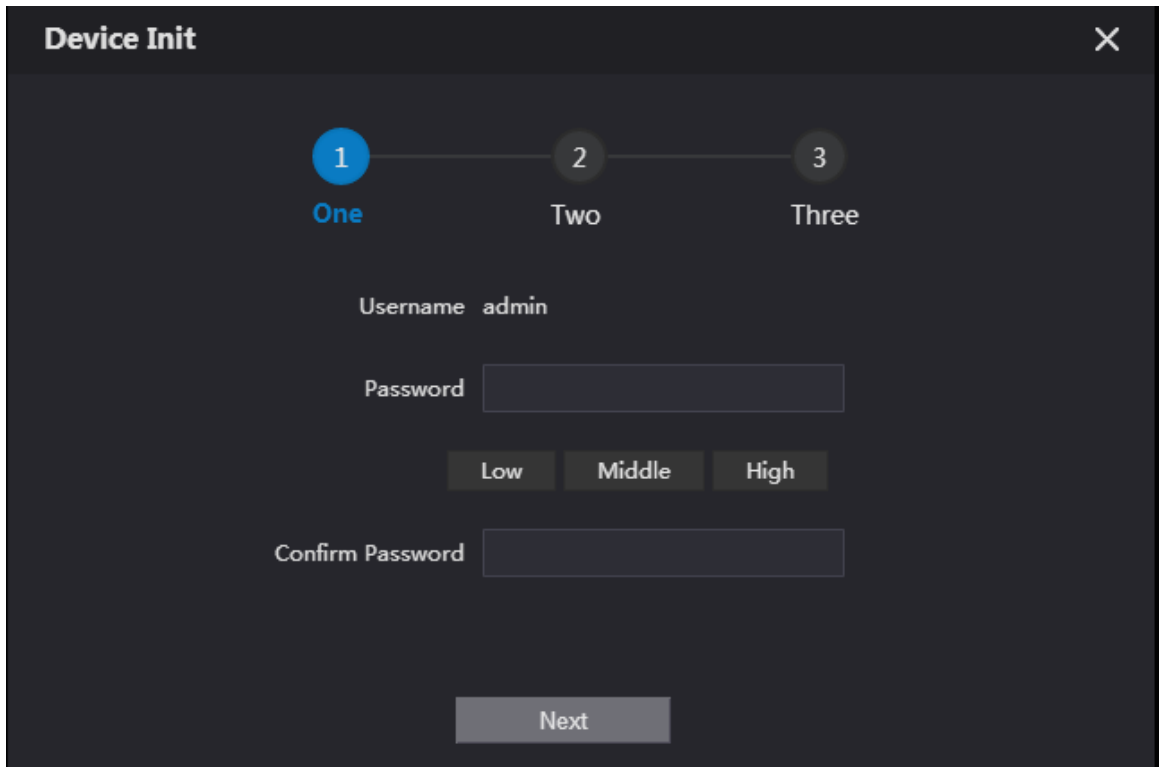 Device Init
1 2 3
One Two Three
Username admin
Password
Low Middle High
Confirm Password
Next